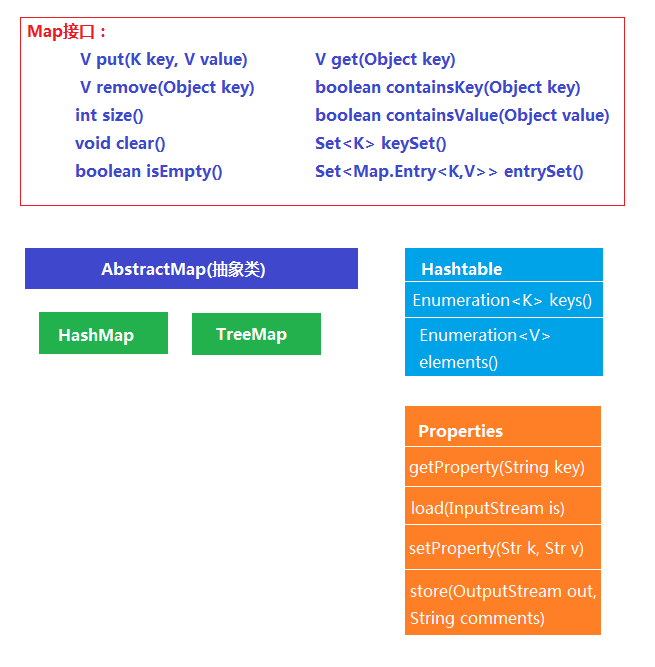 Map接口：
V put(K key, V value) V get(Object key)
V remove(Object key) boolean containsKey(Object key)
int size() boolean containsValue(Object value)
void clear() Set<K> keySet()
boolean isEmpty() Set<Map.Entry<K,V>> entrySet()
AbstractMap(抽象类)
HashMap TreeMap
Hashtable
Enumeration<K> keys()
Enumeration<V>
elements()
Properties
getProperty(String key)
load(InputStream is)
setProperty(Str k, Str v)
store(OutputStream out,
String comments)